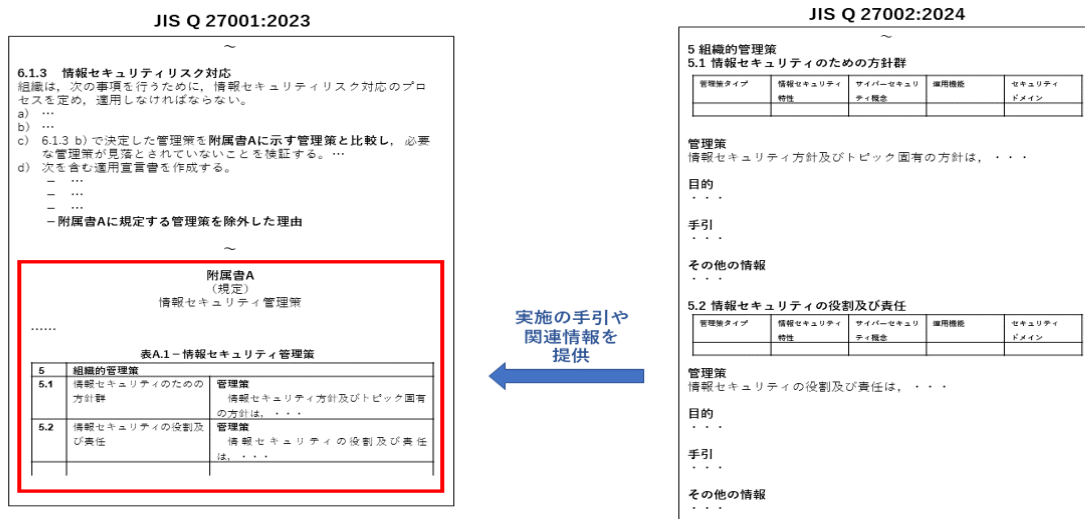 JIS Q 27001:2023
～
6.1.3 情報セキュリティリスク対応
組織は，次の事項を行うために，情報セキュリティリスク対応のプロ
セスを定め，適用しなければならない。
a) …
b) …
c) 6.1.3 b) で決定した管理策を附属書Aに示す管理策と比較し，必要
な管理策が見落とされていないことを検証する。…
d) 次を含む適用宣言書を作成する。
－ …
－ …
－ …
－附属書Aに規定する管理策を除外した理由
～
附属書A
（規定）
情報セキュリティ管理策
……
表A.1－情報セキュリティ管理策
5 組織的管理策
5.1 情報セキュリティのための 管理策
方針群 情報セキュリティ方針及びトピック固有
の方針は，・・・
5.2 情報セキュリティの役割及 管理策
び責任 情報セキュリティの役割及び責任
は，・・・
実施の手引や
関連情報を
提供
JIS Q 27002:2024
～
5 組織的管理策
5.1 情報セキュリティのための方針群
管理策タイプ 情報セキュリティ サイバーセキュリ 運用機能 セキュリティ
特性 ティ概念 ドメイン
管理策
情報セキュリティ方針及びトピック固有の方針は，・・・
目的
・・・
手引
・・・
その他の情報
・・・
5.2 情報セキュリティの役割及び責任
管理策タイプ 情報セキュリティ サイバーセキュリ 運用機能 セキュリティ
特性 ティ概念 ドメイン
管理策
情報セキュリティの役割及び責任は，・・・
目的
・・・
手引
・・・
その他の情報
・・・